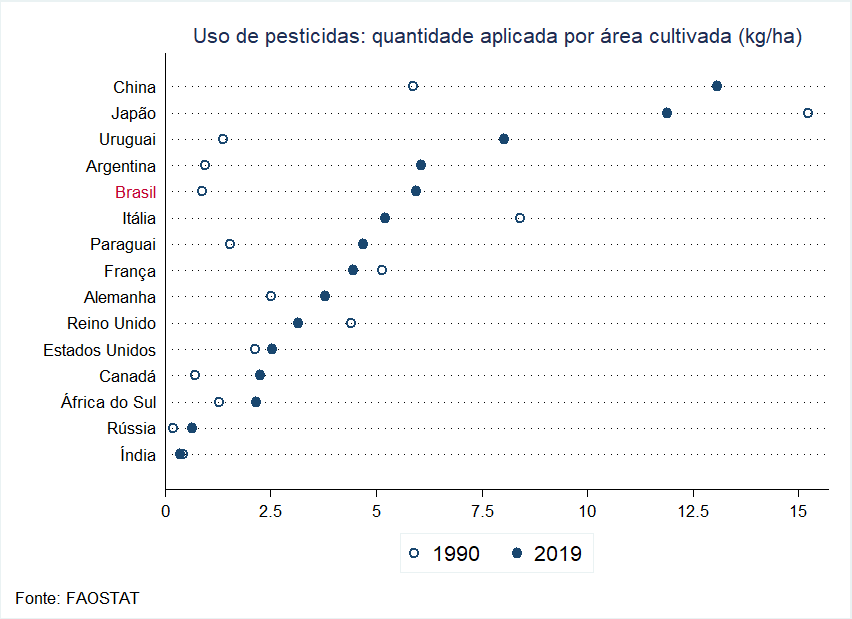 Uso de pesticidas: quantidade aplicada por área cultivada (kg/ha)
China
Japão
Uruguai
Argentina
Brasil
Itália
Paraguai
França
Alemanha
Reino Unido
Estados Unidos
Canadá
África do Sul
Rússia
Índia
0 2.5 5 7.5 10 12.5 15
1990 2019
Fonte: FAOSTAT